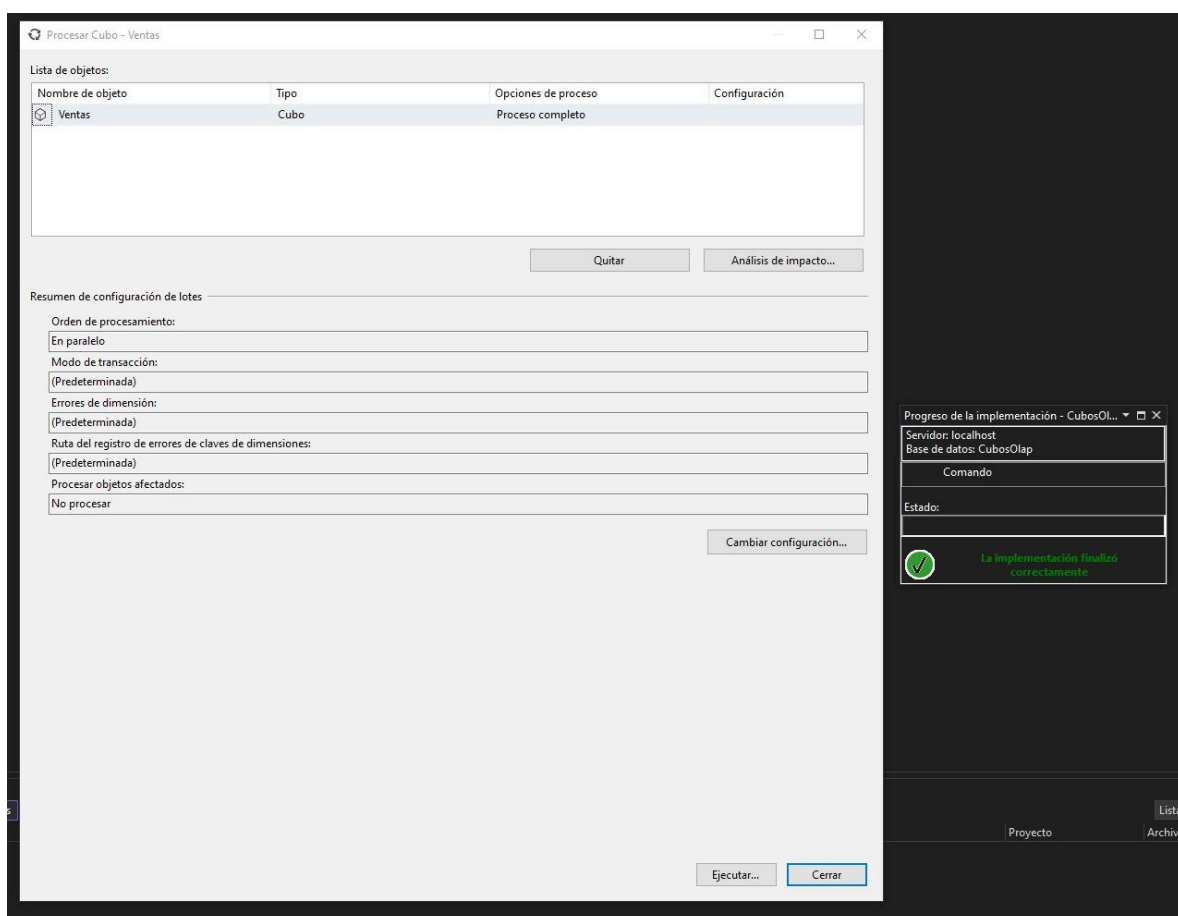 Procesar Cubo - Ventas
Lista de objetos:
Nombre de objeto Tipo Opciones de proceso Configuración
Ventas Cubo Proceso completo
Quitar Análisis de impacto...
Resumen de configuración de lotes
Orden de procesamiento:
En paralelo
Modo de transacción:
(Predeterminada)
Errores de dimensión:
(Predeterminada)
Ruta del registro de errores de claves de dimensiones:
(Predeterminada)
Procesar objetos afectados:
No procesar
Cambiar configuración...
Ejecutar... Cerrar
Progreso de la implementación - CubosOl...
Servidor: localhost
Base de datos: CubosOlap
Comando
Estado:
La implementación finalizó
correctamente
s
Lista
Proyecto Archiv